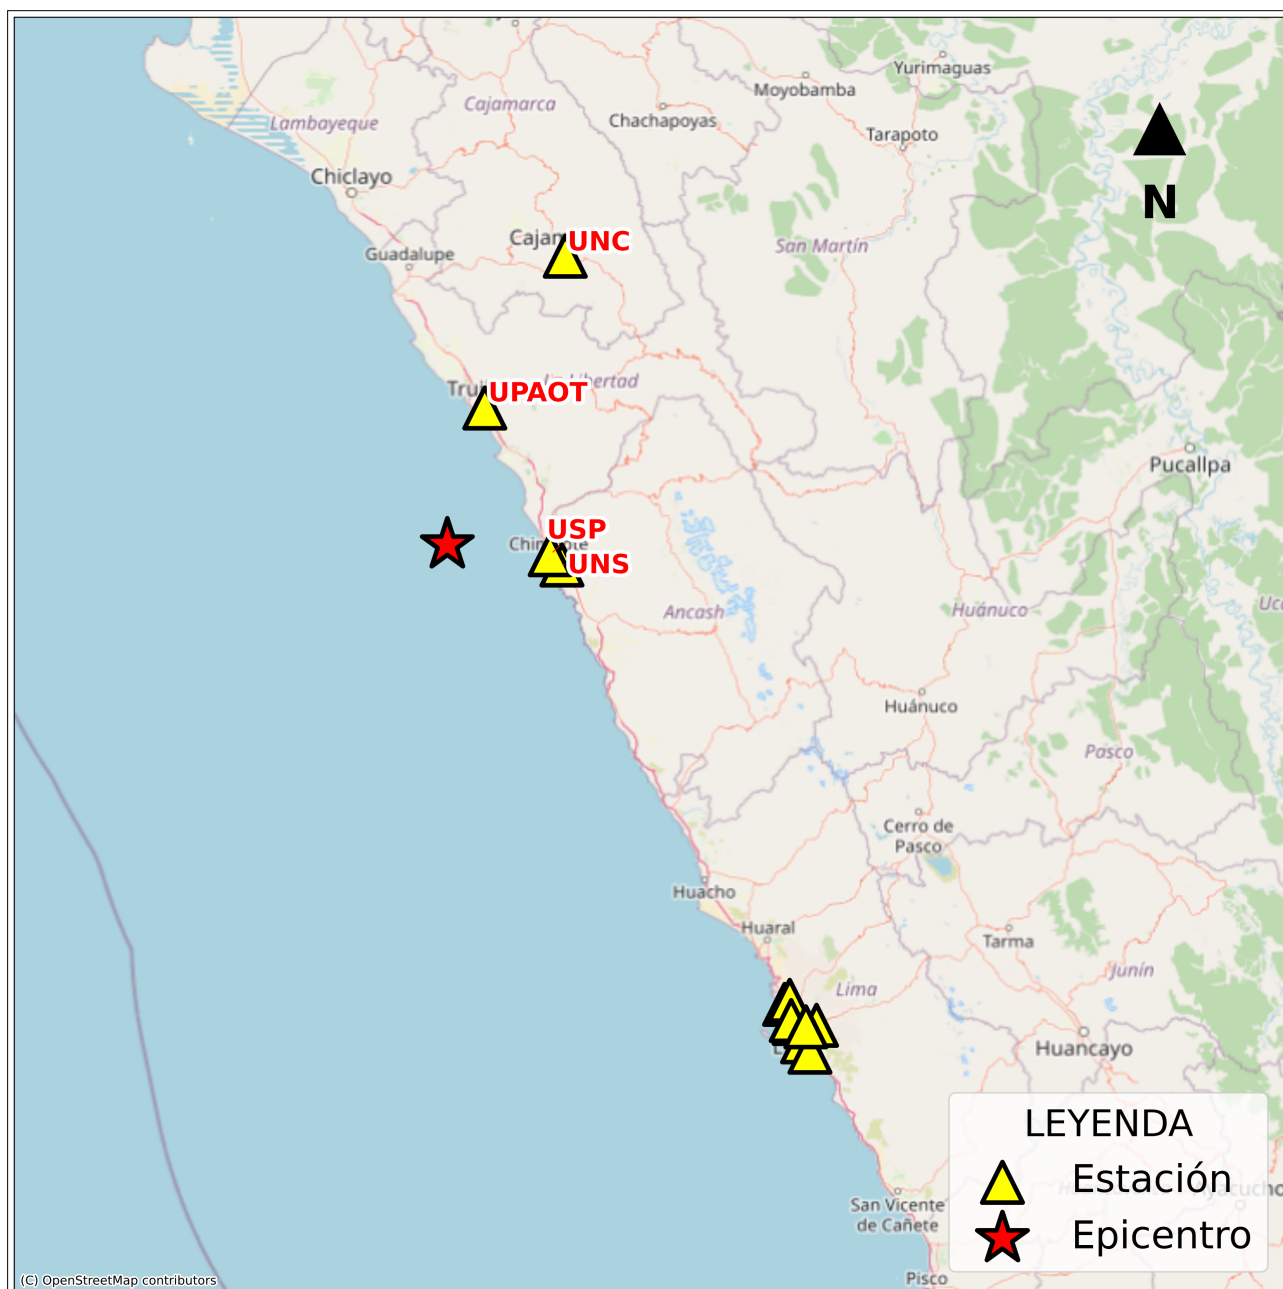 Yurimaguas
Moyobamba
Cajamarca
Chachapoyas
Lambayeque
Tarapoto
Chiclayo
N
UNC
San Martín
Guadalupe
UPAOT
Pucallpa
USP
UNS
Ancash
Huánuco
Huánuco
Pasco
Cerro de
Pasco
Huacho
Huaral
Tarma
Junín
Lima
Huancayo
LEYENDA
Estación
Epicentro
San Vicente
de Cañete
Pisco
(C) OpenStreetMap contributors